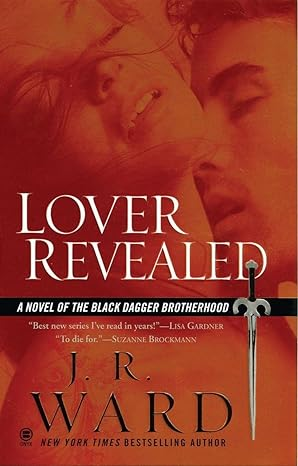 LOVER
REVEALED
A NOVEL OF THE BLACK DAGGER BROTHERHOOD
"Best new series I've read in years!"—LISA GARDNER
"To die for."—SUZANNE BROCKMANN
J. R.
WARD
NEW YORK TIMES BESTSELLING AUTHOR
ONYX